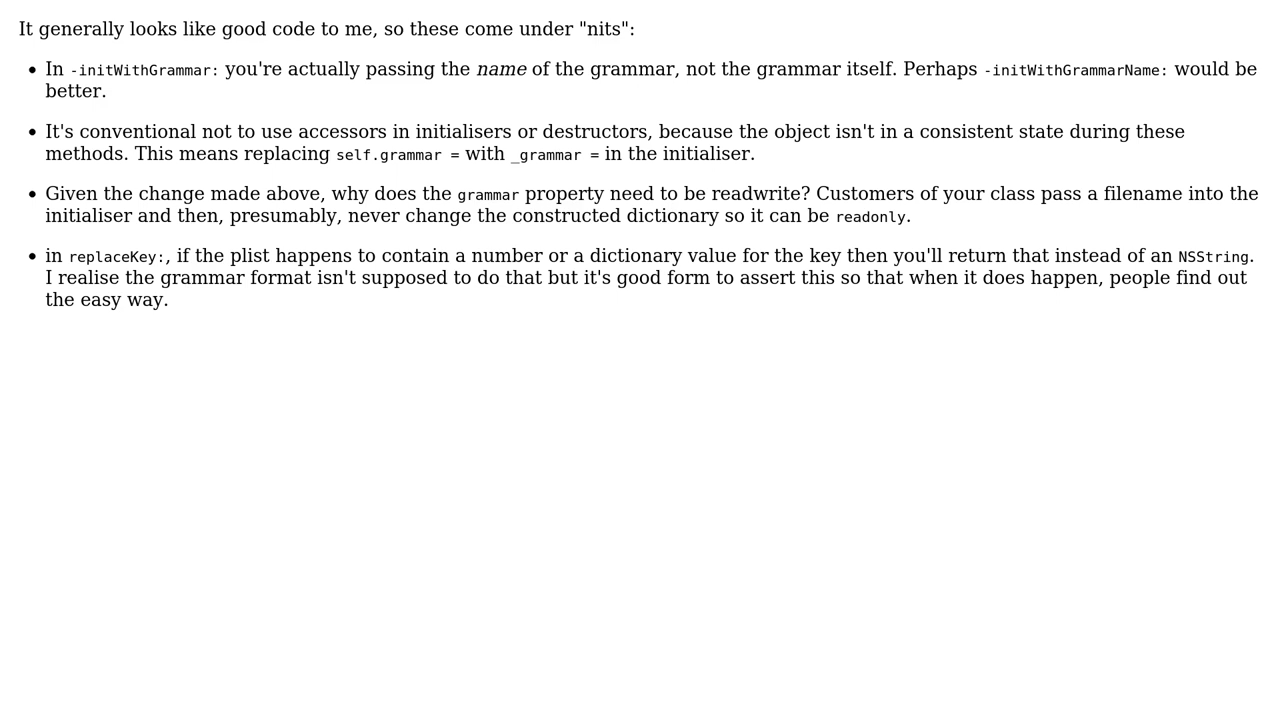 It generally looks like good code to me, so these come under "nits":
In -initWithGrammar: you're actually passing the name of the grammar, not the grammar itself. Perhaps -initWithGrammarName: would be
better.
It's conventional not to use accessors in initialisers or destructors, because the object isn't in a consistent state during these
methods. This means replacing self.grammar = with _grammar = in the initialiser.
Given the change made above, why does the grammar property need to be readwrite? Customers of your class pass a filename into the
initialiser and then, presumably, never change the constructed dictionary so it can be readonly.
in replaceKey:, if the plist happens to contain a number or a dictionary value for the key then you'll return that instead of an NSString.
I realise the grammar format isn't supposed to do that but it's good form to assert this so that when it does happen, people find out
the easy way.